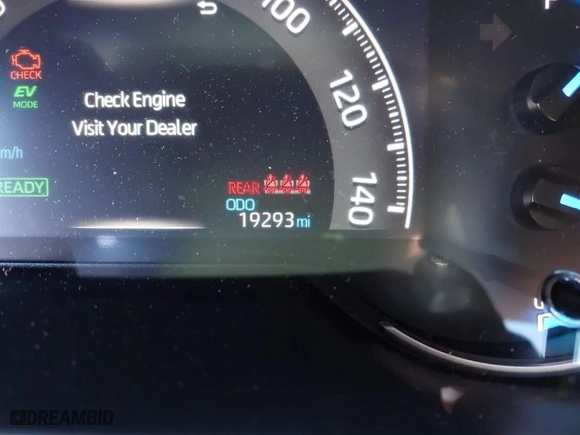 100
CHECK
EV
MODE
Check Engine
Visit Your Dealer
120
READY
REAR
140
ODO
19293 mi
DREAMBID